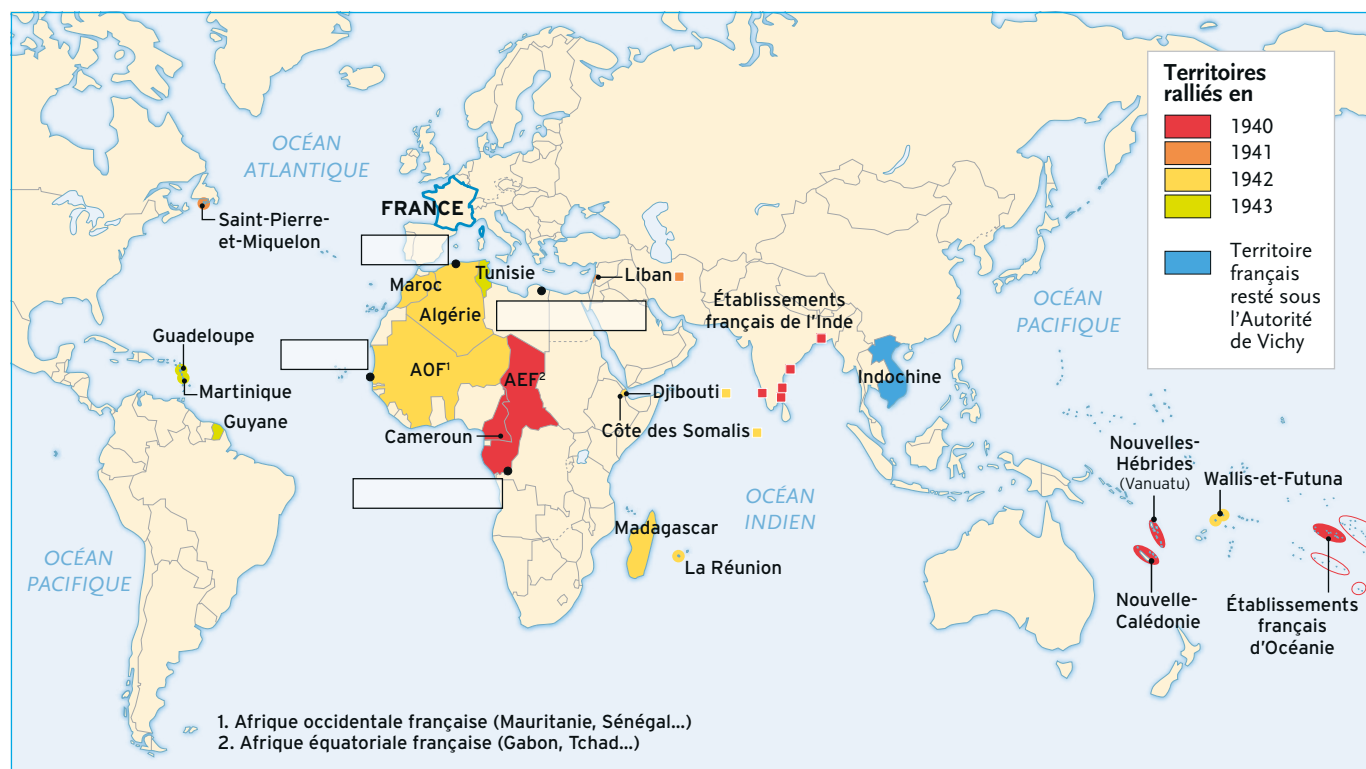 Territoires
ralliés en
1940
1941
1942
1943
Territoire
français
resté sous
l'Autorité
de Vichy
OCÉAN
ATLANTIQUE
FRANCE
Saint-Pierre-
et-Miquelon
Maroc
Tunisie
Algérie
Liban
Établissements
français de l'Inde
OCÉAN
PACIFIQUE
Guadeloupe
Martinique
Guyane
AOF¹
AEF²
Cameroun
Djibouti
Côte des Somalis
Indochine
Nouvelles-
Hébrides
(Vanuatu)
Wallis-et-Futuna
OCÉAN
INDIEN
Madagascar
La Réunion
OCÉAN
PACIFIQUE
Nouvelle-
Calédonie
Établissements
français
d'Océanie
1. Afrique occidentale française (Mauritanie, Sénégal...)
2. Afrique équatoriale française (Gabon, Tchad...)